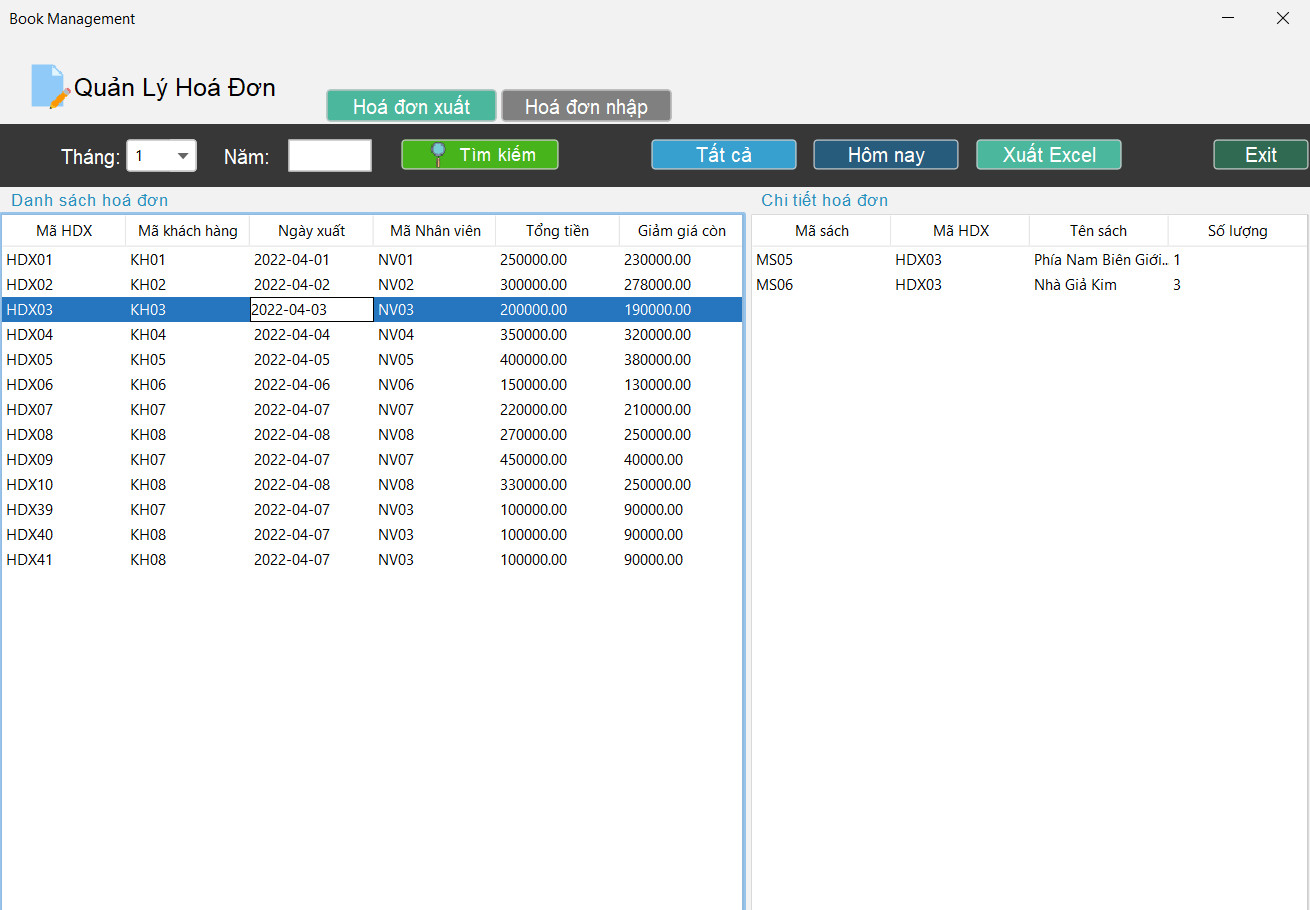 Book Management
Quản Lý Hoá Đơn
Hoá đơn xuất Hoá đơn nhập
Tháng: 1 Năm: Tìm kiếm Tất cả Hôm nay Xuất Excel Exit
Danh sách hoá đơn
Mã HDX Mã khách hàng Ngày xuất Mã Nhân viên Tổng tiền Giảm giá còn
HDX01 KH01 2022-04-01 NV01 250000.00 230000.00
HDX02 KH02 2022-04-02 NV02 300000.00 278000.00
HDX03 KH03 2022-04-03 NV03 200000.00 190000.00
HDX04 KH04 2022-04-04 NV04 350000.00 320000.00
HDX05 KH05 2022-04-05 NV05 400000.00 380000.00
HDX06 KH06 2022-04-06 NV06 150000.00 130000.00
HDX07 KH07 2022-04-07 NV07 220000.00 210000.00
HDX08 KH08 2022-04-08 NV08 270000.00 250000.00
HDX09 KH07 2022-04-07 NV07 450000.00 40000.00
HDX10 KH08 2022-04-08 NV08 330000.00 250000.00
HDX39 KH07 2022-04-07 NV03 100000.00 90000.00
HDX40 KH08 2022-04-07 NV03 100000.00 90000.00
HDX41 KH08 2022-04-07 NV03 100000.00 90000.00
Chi tiết hoá đơn
Mã sách Mã HDX Tên sách Số lượng
MS05 HDX03 Phía Nam Biên Giới.. 1
MS06 HDX03 Nhà Giả Kim 3